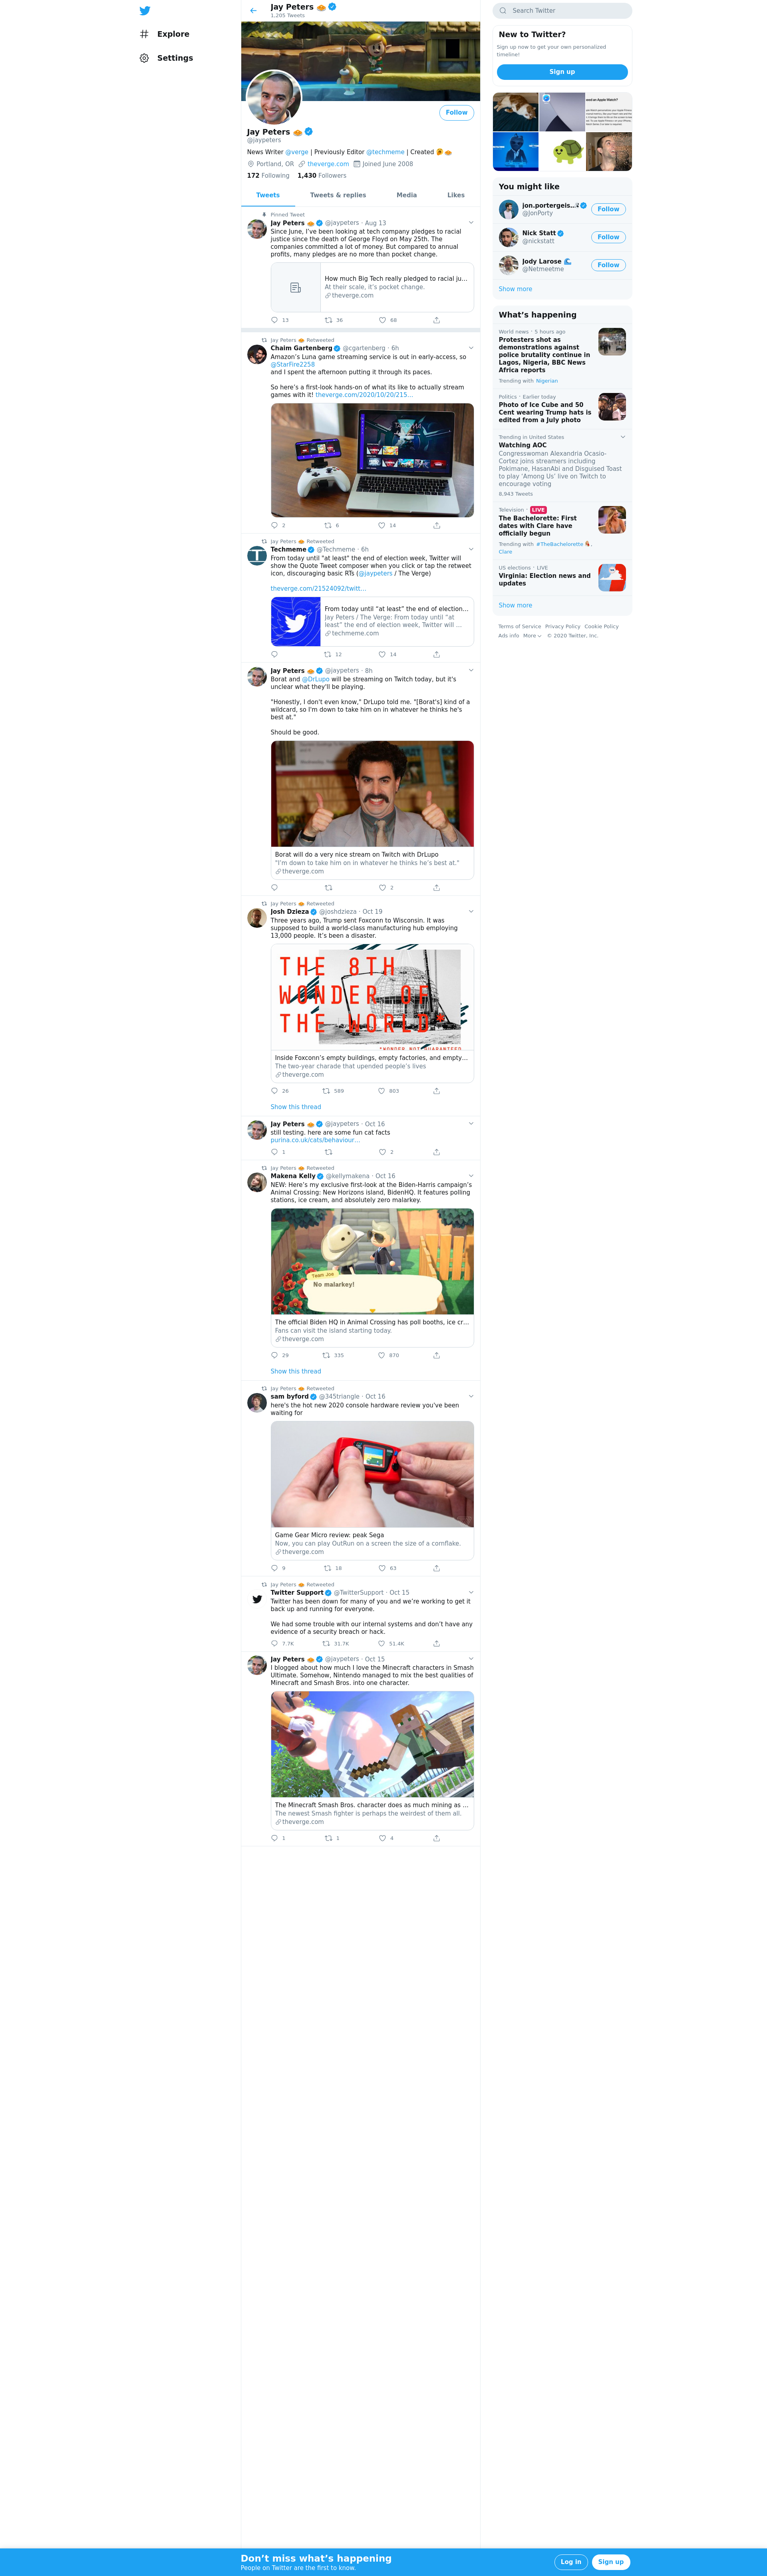 Explore
Settings
Jay Peters
1,205 Tweets
Follow
Jay Peters
@jaypeters
News Writer @verge | Previously Editor @techmeme | Created
Portland, OR theverge.com Joined June 2008
172 Following 1,430 Followers
Tweets Tweets & replies Media Likes
Pinned Tweet
Jay Peters @jaypeters · Aug 13
Since June, I've been looking at tech company pledges to racial
justice since the death of George Floyd on May 25th. The
companies committed a lot of money. But compared to annual
profits, many pledges are no more than pocket change.
How much Big Tech really pledged to racial ju…
At their scale, it's pocket change.
theverge.com
13 36 68
Jay Peters Retweeted
Chaim Gartenberg @cgartenberg · 6h
Amazon's Luna game streaming service is out in early-access, so
@StarFire2258
and I spent the afternoon putting it through its paces.
So here's a first-look hands-on of what its like to actually stream
games with it! theverge.com/2020/10/20/215…
2 6 14
Jay Peters Retweeted
Techmeme @Techmeme · 6h
From today until "at least" the end of election week, Twitter will
show the Quote Tweet composer when you click or tap the retweet
icon, discouraging basic RTs (@jaypeters / The Verge)
theverge.com/21524092/twitt…
From today until "at least" the end of election…
Jay Peters / The Verge: From today until "at
least" the end of election week, Twitter will …
techmeme.com
12 14
Jay Peters @jaypeters · 8h
Borat and @DrLupo will be streaming on Twitch today, but it's
unclear what they'll be playing.
"Honestly, I don't even know," DrLupo told me. "[Borat's] kind of a
wildcard, so I'm down to take him on in whatever he thinks he's
best at."
Should be good.
Borat will do a very nice stream on Twitch with DrLupo
"I'm down to take him on in whatever he thinks he's best at."
theverge.com
2
Jay Peters Retweeted
Josh Dzieza @joshdzieza · Oct 19
Three years ago, Trump sent Foxconn to Wisconsin. It was
supposed to build a world-class manufacturing hub employing
13,000 people. It's been a disaster.
THE 8TH
WONDER OF
THE WORLD*
*WONDER NOT GUARANTEED
Inside Foxconn's empty buildings, empty factories, and empty…
The two-year charade that upended people's lives
theverge.com
26 589 803
Show this thread
Jay Peters @jaypeters · Oct 16
still testing. here are some fun cat facts
purina.co.uk/cats/behaviour…
1 2
Jay Peters Retweeted
Makena Kelly @kellymakena · Oct 16
NEW: Here's my exclusive first-look at the Biden-Harris campaign's
Animal Crossing: New Horizons island, BidenHQ. It features polling
stations, ice cream, and absolutely zero malarkey.
Team Joe
No malarkey!
The official Biden HQ in Animal Crossing has poll booths, ice cr…
Fans can visit the island starting today.
theverge.com
29 335 870
Show this thread
Jay Peters Retweeted
sam byford @345triangle · Oct 16
here's the hot new 2020 console hardware review you've been
waiting for
Game Gear Micro review: peak Sega
Now, you can play OutRun on a screen the size of a cornflake.
theverge.com
9 18 63
Jay Peters Retweeted
Twitter Support @TwitterSupport · Oct 15
Twitter has been down for many of you and we're working to get it
back up and running for everyone.
We had some trouble with our internal systems and don't have any
evidence of a security breach or hack.
7.7K 31.7K 51.4K
Jay Peters @jaypeters · Oct 15
I blogged about how much I love the Minecraft characters in Smash
Ultimate. Somehow, Nintendo managed to mix the best qualities of
Minecraft and Smash Bros. into one character.
The Minecraft Smash Bros. character does as much mining as …
The newest Smash fighter is perhaps the weirdest of them all.
theverge.com
1 1 4
Search Twitter
New to Twitter?
Sign up now to get your own personalized
timeline!
Sign up
You might like
jon.porter@is…
@JonPorty
Follow
Nick Statt
@nickstatt
Follow
Jody Larose
@Netmeetme
Follow
Show more
What's happening
World news · 5 hours ago
Protesters shot as
demonstrations against
police brutality continue in
Lagos, Nigeria, BBC News
Africa reports
Trending with Nigerian
Politics · Earlier today
Photo of Ice Cube and 50
Cent wearing Trump hats is
edited from a July photo
Trending in United States
Watching AOC
Congresswoman Alexandria Ocasio-
Cortez joins streamers including
Pokimane, HasanAbi and Disguised Toast
to play 'Among Us' live on Twitch to
encourage voting
8,943 Tweets
Television · LIVE
The Bachelorette: First
dates with Clare have
officially begun
Trending with #TheBachelorette ,
Clare
US elections · LIVE
Virginia: Election news and
updates
Show more
Terms of Service Privacy Policy Cookie Policy
Ads info More © 2020 Twitter, Inc.
Don't miss what's happening
People on Twitter are the first to know.
Log in Sign up